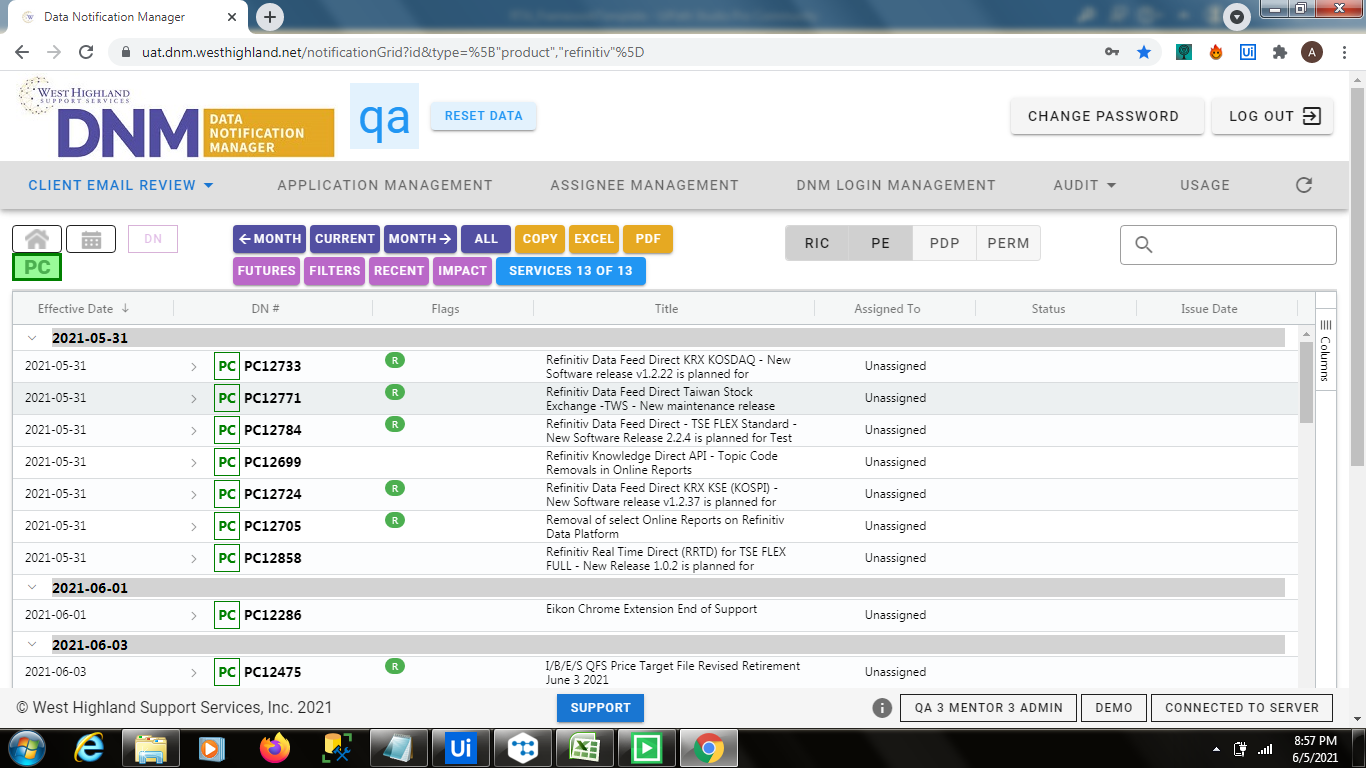 Data Notification Manager
uat.dnm.westhighland.net/notificationGrid?id&type=%5B"product","refinitiv"%5D
Ui
A
WEST HIGHLAND
SUPPORT SERVICES
DNM
DATA
NOTIFICATION
MANAGER
qa
RESET DATA
CHANGE PASSWORD
LOG OUT
CLIENT EMAIL REVIEW
APPLICATION MANAGEMENT
ASSIGNEE MANAGEMENT
DNM LOGIN MANAGEMENT
AUDIT
USAGE
DN
PC
MONTH
CURRENT
MONTH
ALL
COPY
EXCEL
PDF
FUTURES
FILTERS
RECENT
IMPACT
SERVICES 13 OF 13
RIC
PE
PDP
PERM
Effective Date
DN #
Flags
Title
Assigned To
Status
Issue Date
Columns
2021-05-31
2021-05-31
PC PC12733
R
Refinitiv Data Feed Direct KRX KOSDAQ - New
Software release v1.2.22 is planned for
Unassigned
2021-05-31
PC PC12771
R
Refinitiv Data Feed Direct Taiwan Stock
Exchange -TWS - New maintenance release
Unassigned
2021-05-31
PC PC12784
R
Refinitiv Data Feed Direct - TSE FLEX Standard -
New Software Release 2.2.4 is planned for Test
Unassigned
2021-05-31
PC PC12699
Refinitiv Knowledge Direct API - Topic Code
Removals in Online Reports
Unassigned
2021-05-31
PC PC12724
R
Refinitiv Data Feed Direct KRX KSE (KOSPI) -
New Software release v1.2.37 is planned for
Unassigned
2021-05-31
PC PC12705
R
Removal of select Online Reports on Refinitiv
Data Platform
Unassigned
2021-05-31
PC PC12858
Refinitiv Real Time Direct (RRTD) for TSE FLEX
FULL - New Release 1.0.2 is planned for
Unassigned
2021-06-01
2021-06-01
PC PC12286
Eikon Chrome Extension End of Support
Unassigned
2021-06-03
2021-06-03
PC PC12475
R
I/B/E/S QFS Price Target File Revised Retirement
June 3 2021
Unassigned
© West Highland Support Services, Inc. 2021
SUPPORT
QA 3 MENTOR 3 ADMIN
DEMO
CONNECTED TO SERVER
Ui
8:57 PM
6/5/2021